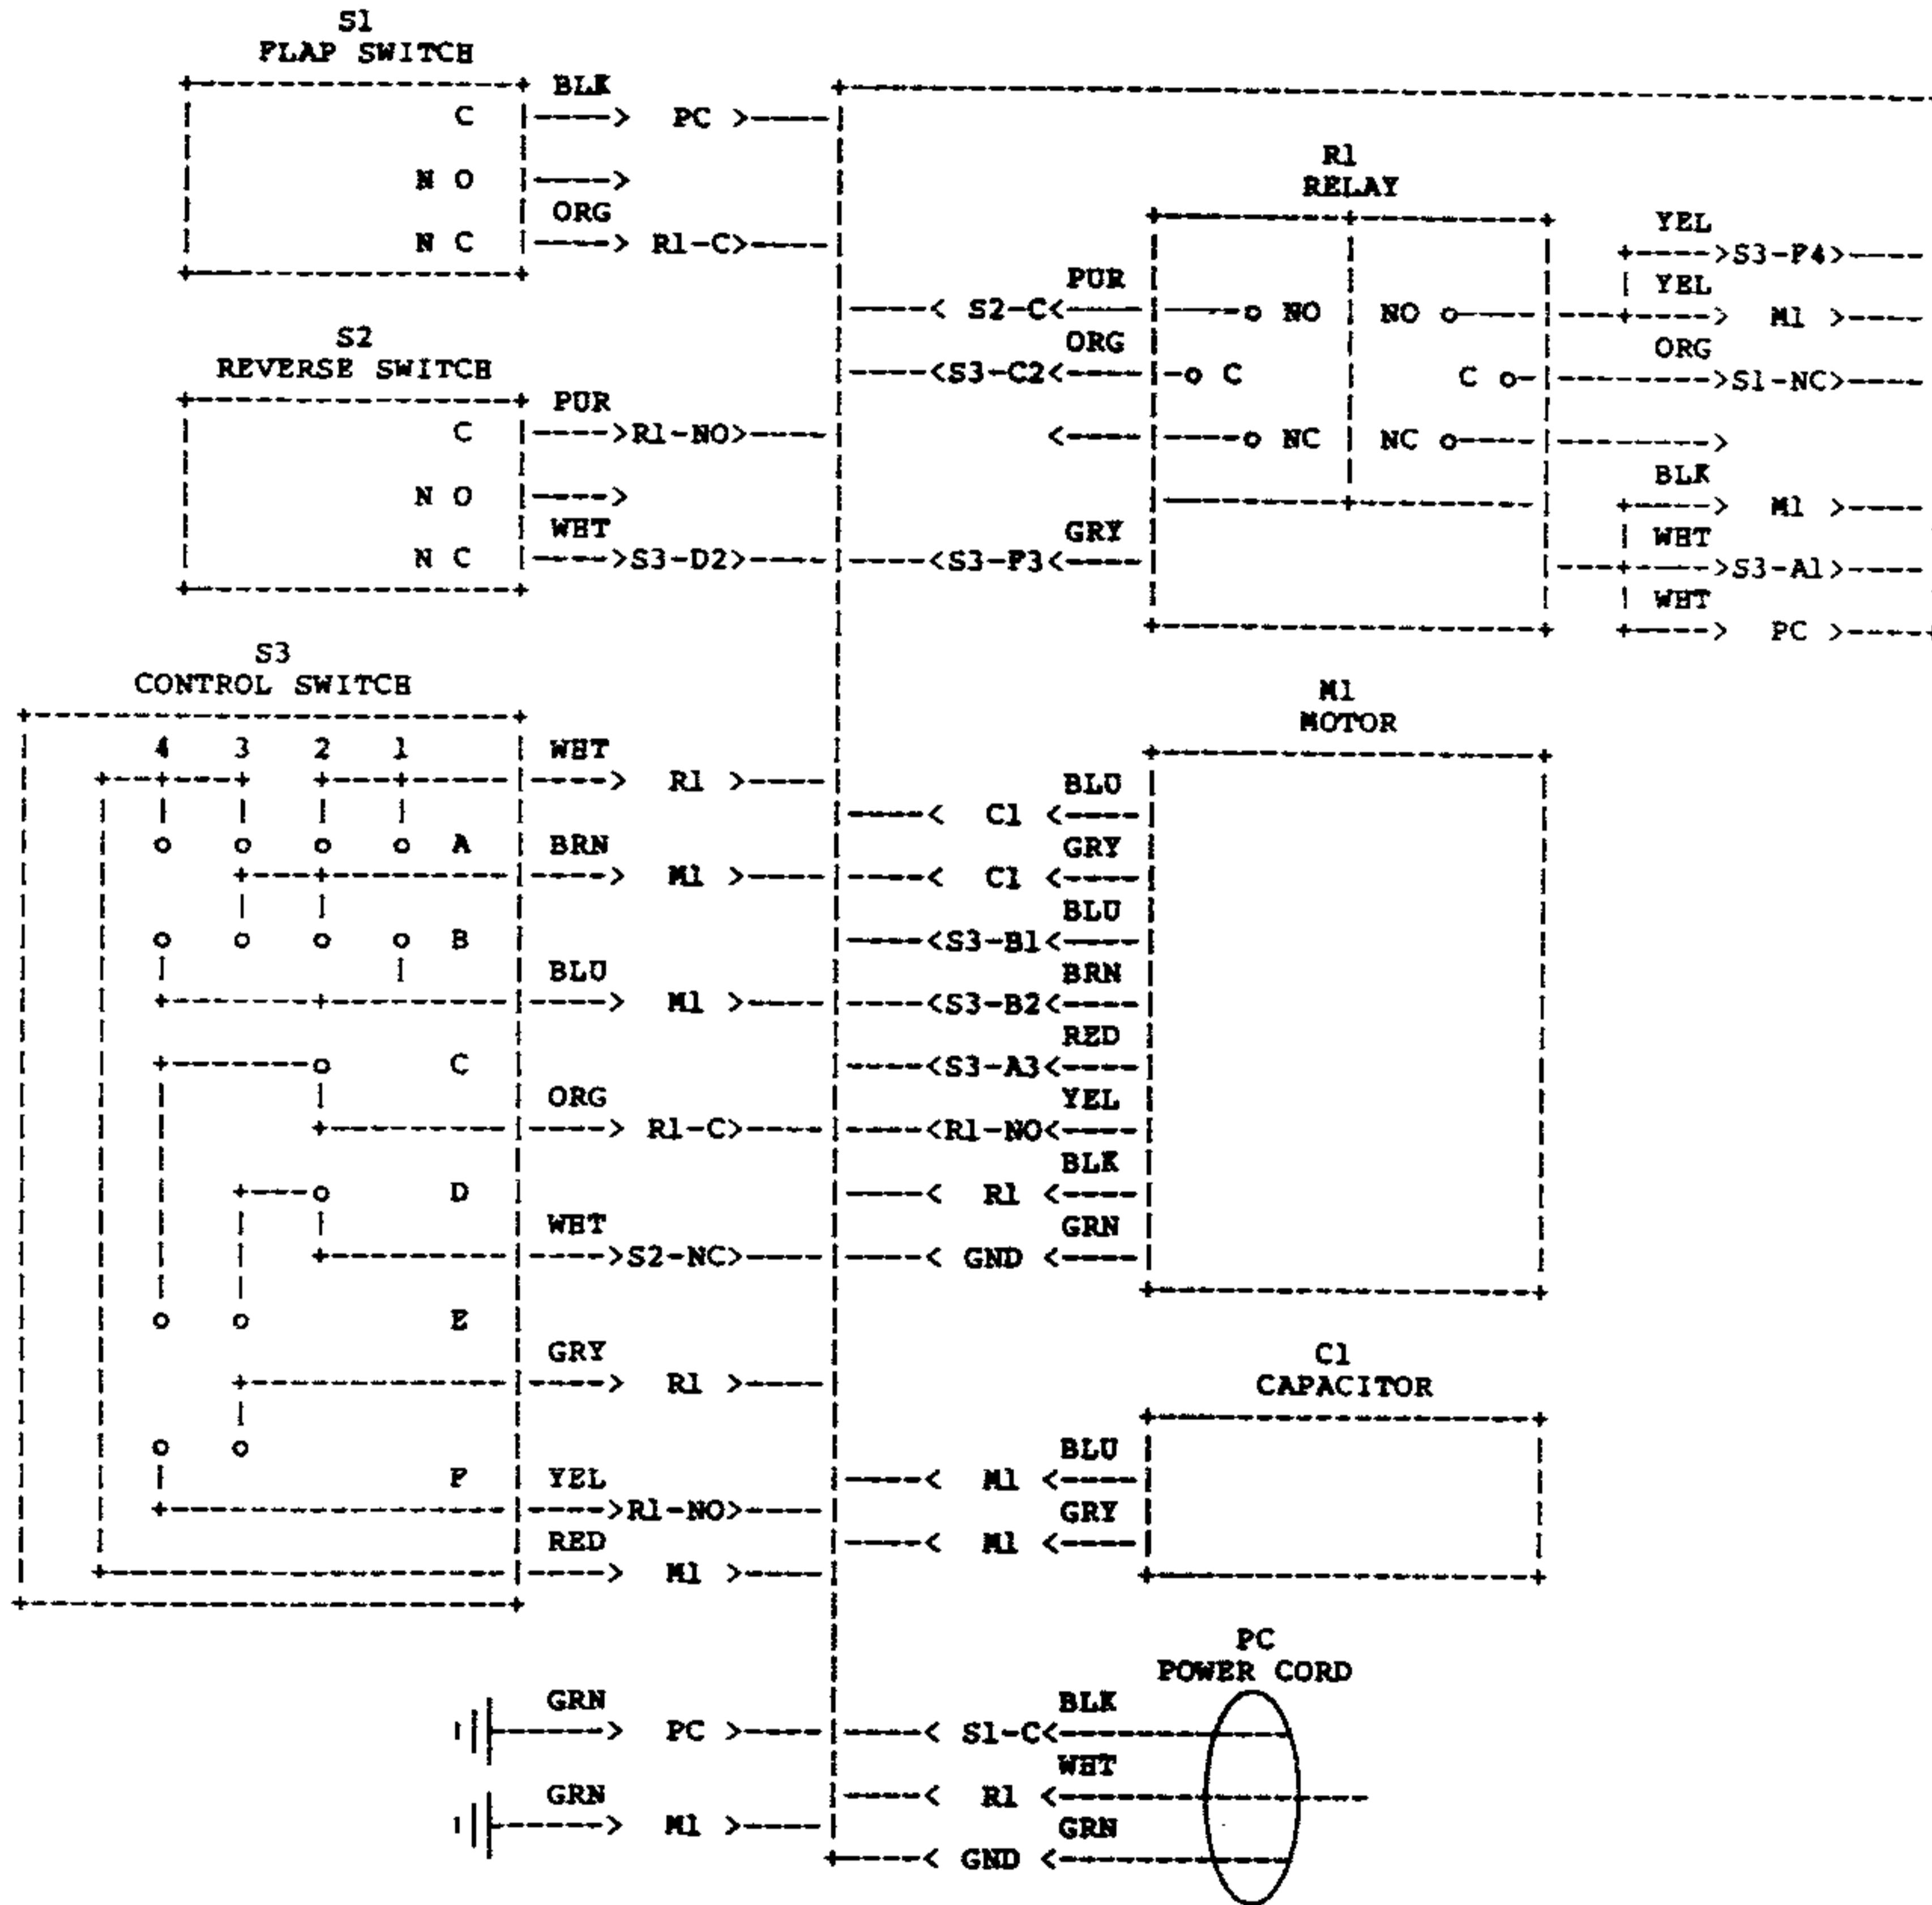 S1
FLAP SWITCH
BLK
C PC
N O
ORG
N C R1-C
S2
REVERSE SWITCH
PUR
C R1-NO
N O
WHT
N C S3-D2
S3
CONTROL SWITCH
4 3 2 1 WHT
R1
A BRN
M1
B
BLU
M1
C
ORG
R1-C
D
WHT
S2-NC
E
GRY
R1
F YEL
R1-NO
RED
M1
GRN
PC
GRN
M1
R1
RELAY
PUR
S2-C NO NO
ORG
S3-C2 C C
NC NC
GRY
S3-F3
YEL
S3-F4
YEL
M1
ORG
S1-NC
BLK
M1
WHT
S3-A1
WHT
PC
M1
MOTOR
BLU
C1
GRY
C1
BLU
S3-B1
BRN
S3-B2
RED
S3-A3
YEL
R1-NO
BLK
R1
GRN
GND
C1
CAPACITOR
BLU
M1
GRY
M1
PC
POWER CORD
BLK
S1-C
WHT
R1
GRN
GND